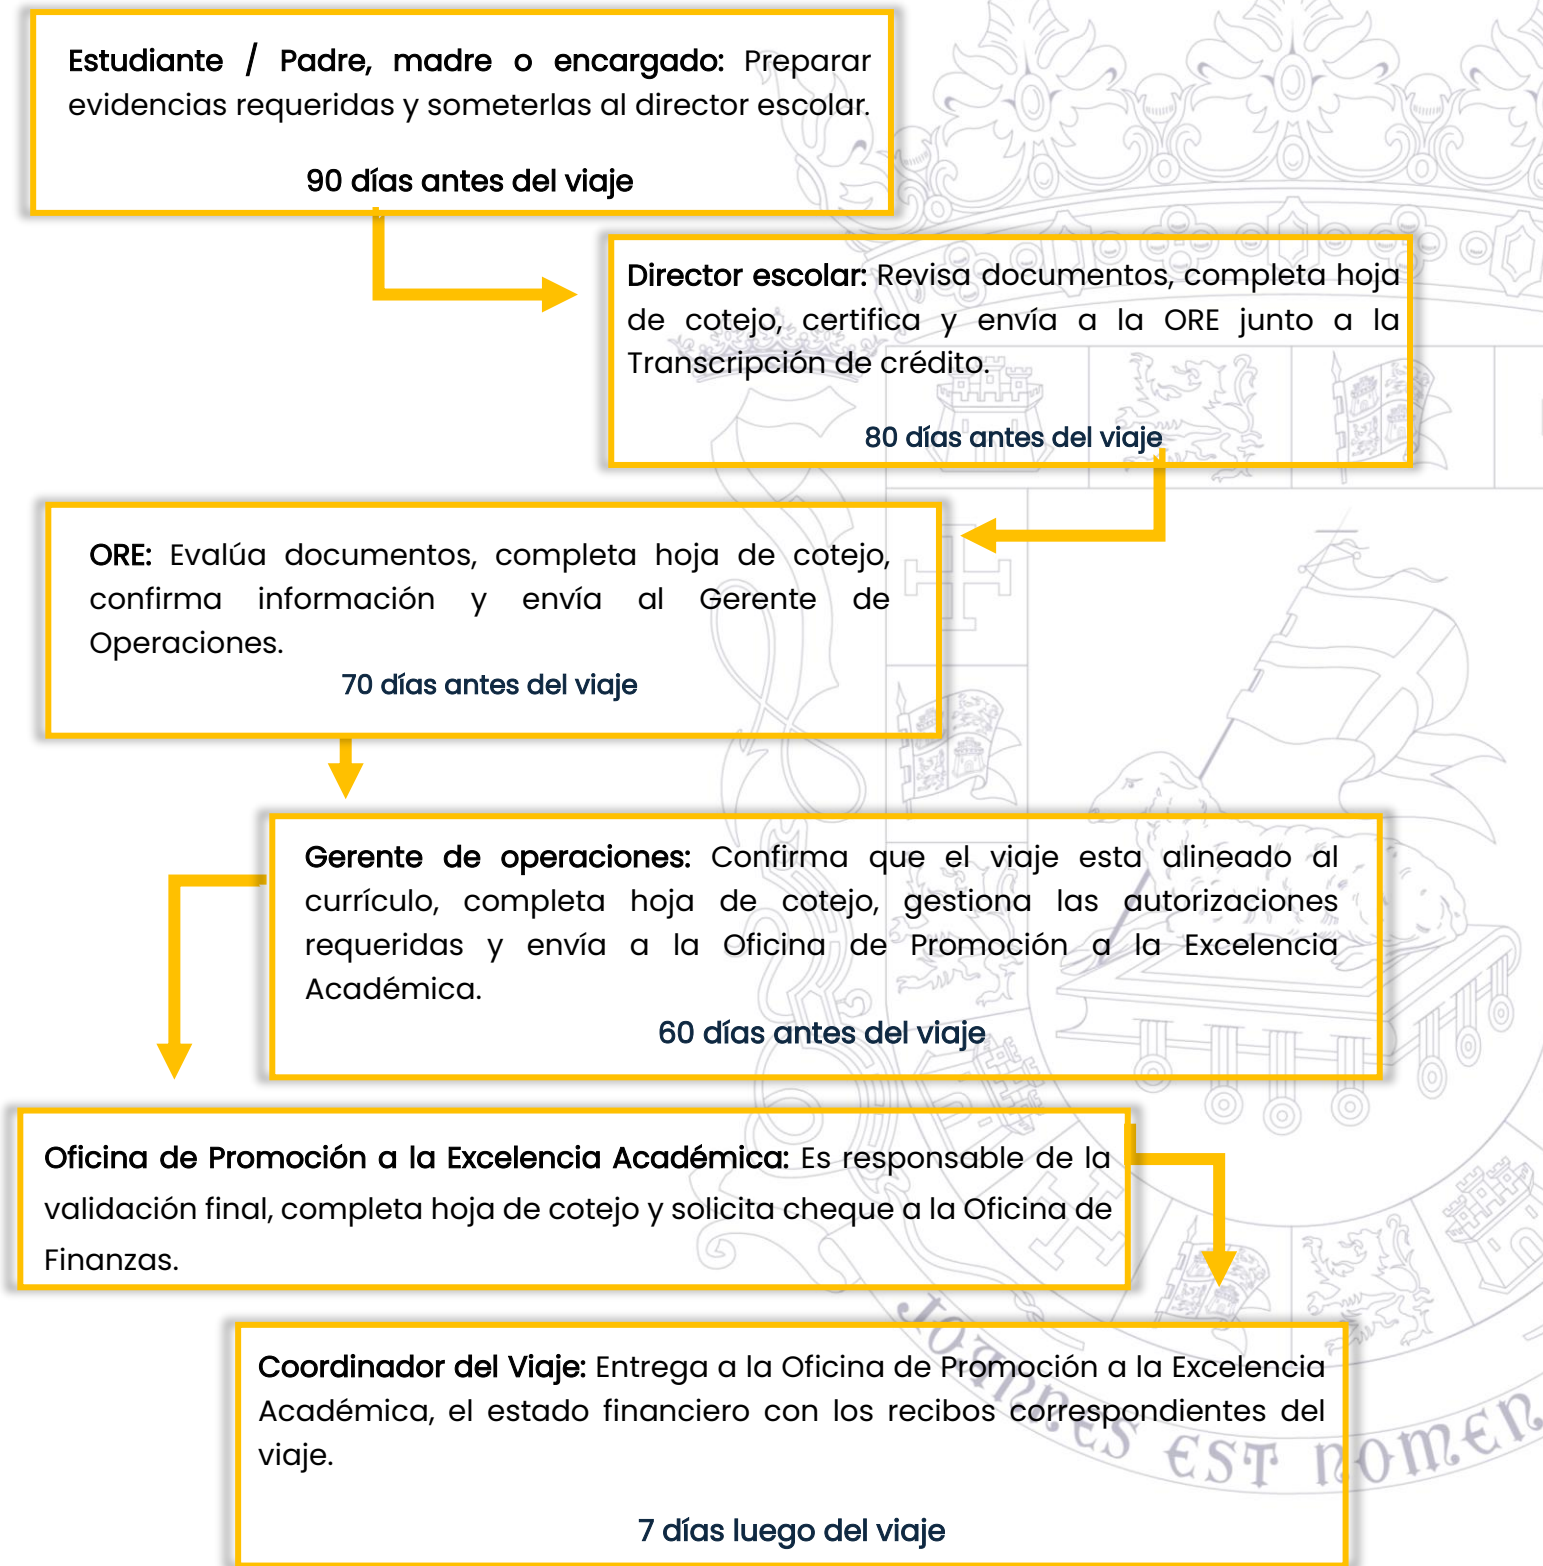 Estudiante / Padre, madre o encargado: Preparar
evidencias requeridas y someterlas al director escolar.
90 días antes del viaje
Director escolar: Revisa documentos, completa hoja
de cotejo, certifica y envía a la ORE junto a la
Transcripción de crédito.
80 días antes del viaje
ORE: Evalúa documentos, completa hoja de cotejo,
confirma información y envía al Gerente de
Operaciones.
70 días antes del viaje
Gerente de operaciones: Confirma que el viaje esta alineado al
currículo, completa hoja de cotejo, gestiona las autorizaciones
requeridas y envía a la Oficina de Promoción a la Excelencia
Académica.
60 días antes del viaje
Oficina de Promoción a la Excelencia Académica: Es responsable de la
validación final, completa hoja de cotejo y solicita cheque a la Oficina de
Finanzas.
Coordinador del Viaje: Entrega a la Oficina de Promoción a la Excelencia
Académica, el estado financiero con los recibos correspondientes del
viaje.
7 días luego del viaje
JOANNES EST NOMEN